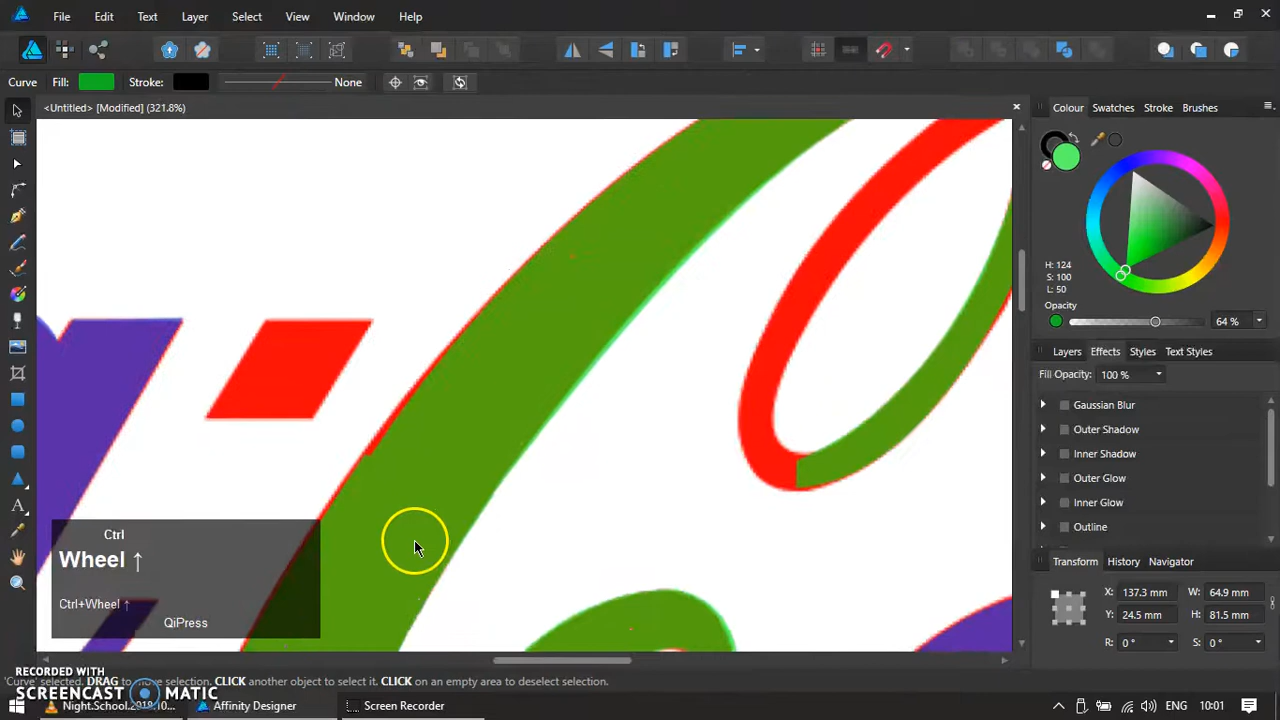 File Edit Text Layer Select View Window Help
Curve Fill: Stroke: None
<Untitled> [Modified] (321.8%)
Colour Swatches Stroke Brushes
H: 124
S: 100
L: 50
Opacity
64 %
Layers Effects Styles Text Styles
Fill Opacity: 100 %
Gaussian Blur
Outer Shadow
Inner Shadow
Outer Glow
Inner Glow
Outline
Transform History Navigator
X: 137.3 mm W: 64.9 mm
Y: 24.5 mm H: 81.5 mm
R: 0 ° S: 0 °
Ctrl
Wheel ↑
Ctrl+Wheel ↑
QiPress
'Curve' selected. DRAG to move selection. CLICK another object to select it. CLICK on an empty area to deselect selection.
RECORDED WITH
SCREENCAST MATIC
Night.School.2018.10... Affinity Designer Screen Recorder
ENG 10:01